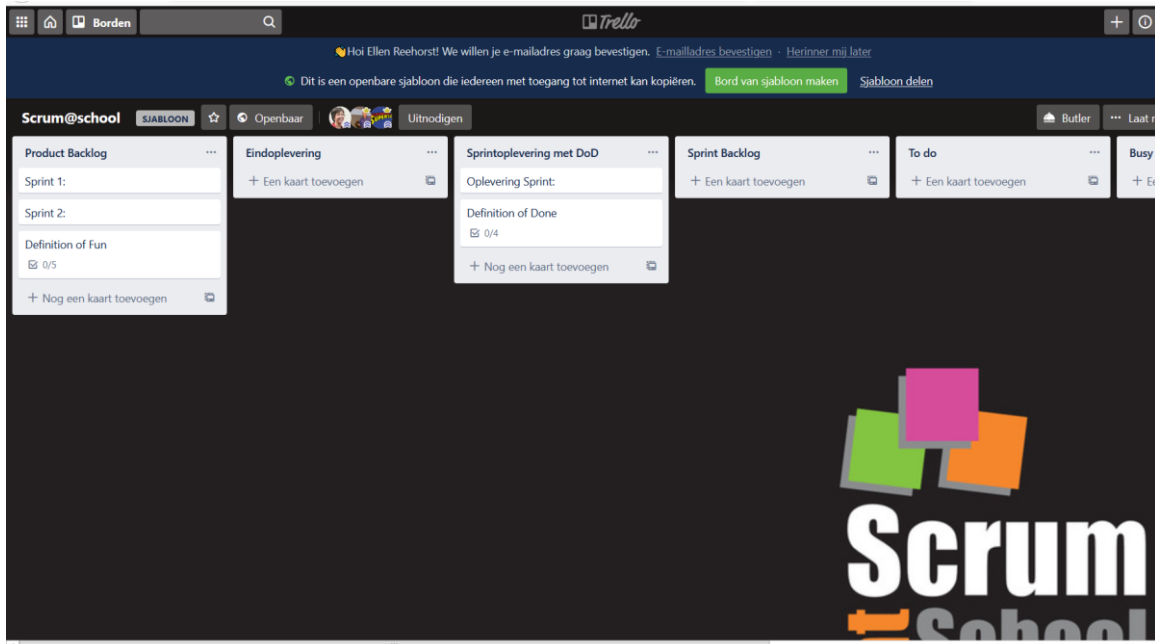 Borden
Trello
👋Hoi Ellen Reehorst! We willen je e-mailadres graag bevestigen. E-mailladres bevestigen · Herinner mij later
Dit is een openbare sjabloon die iedereen met toegang tot internet kan kopiëren. Bord van sjabloon maken Sjabloon delen
Scrum@school SJABLOON Openbaar Uitnodigen Butler ··· Laat
Product Backlog ···
Sprint 1:
Sprint 2:
Definition of Fun
0/5
+ Nog een kaart toevoegen
Eindoplevering ···
+ Een kaart toevoegen
Sprintoplevering met DoD ···
Oplevering Sprint:
Definition of Done
0/4
+ Nog een kaart toevoegen
Sprint Backlog ···
+ Een kaart toevoegen
To do ···
+ Een kaart toevoegen
Busy
+
Scrum
at School